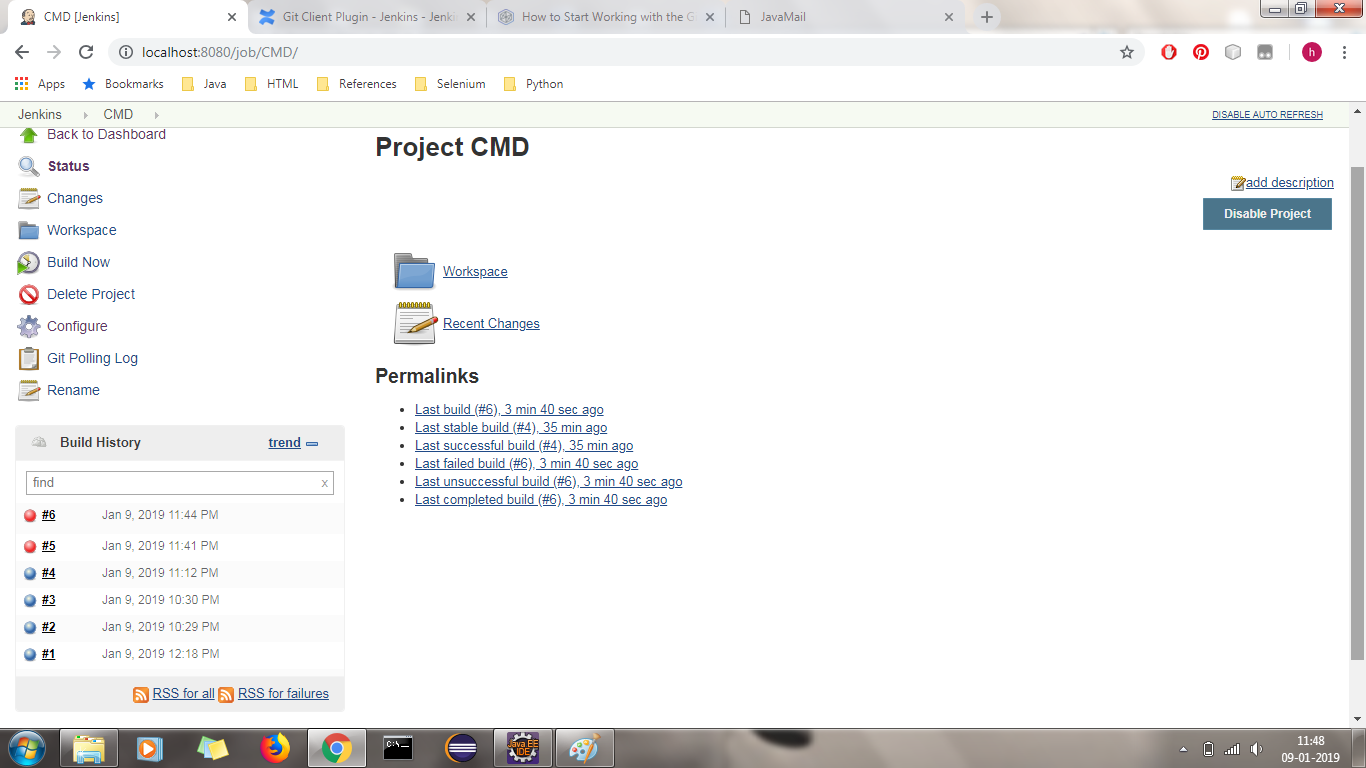 CMD [Jenkins]
Git Client Plugin - Jenkins - Jenki
How to Start Working with the G
JavaMail
localhost:8080/job/CMD/
h
Apps
Bookmarks
Java
HTML
References
Selenium
Python
Jenkins
CMD
DISABLE AUTO REFRESH
Back to Dashboard
Status
Changes
Workspace
Build Now
Delete Project
Configure
Git Polling Log
Rename
Project CMD
add description
Disable Project
Workspace
Recent Changes
Permalinks
Last build (#6), 3 min 40 sec ago
Last stable build (#4), 35 min ago
Last successful build (#4), 35 min ago
Last failed build (#6), 3 min 40 sec ago
Last unsuccessful build (#6), 3 min 40 sec ago
Last completed build (#6), 3 min 40 sec ago
Build History
trend
find
x
#6 Jan 9, 2019 11:44 PM
#5 Jan 9, 2019 11:41 PM
#4 Jan 9, 2019 11:12 PM
#3 Jan 9, 2019 10:30 PM
#2 Jan 9, 2019 10:29 PM
#1 Jan 9, 2019 12:18 PM
RSS for all RSS for failures
C:\
Java EE
IDE
11:48
09-01-2019